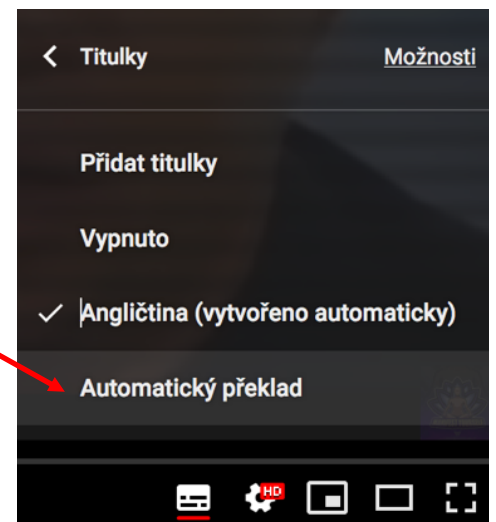 Titulky Možnosti
Přidat titulky
Vypnuto
Angličtina (vytvořeno automaticky)
Automatický překlad
HD